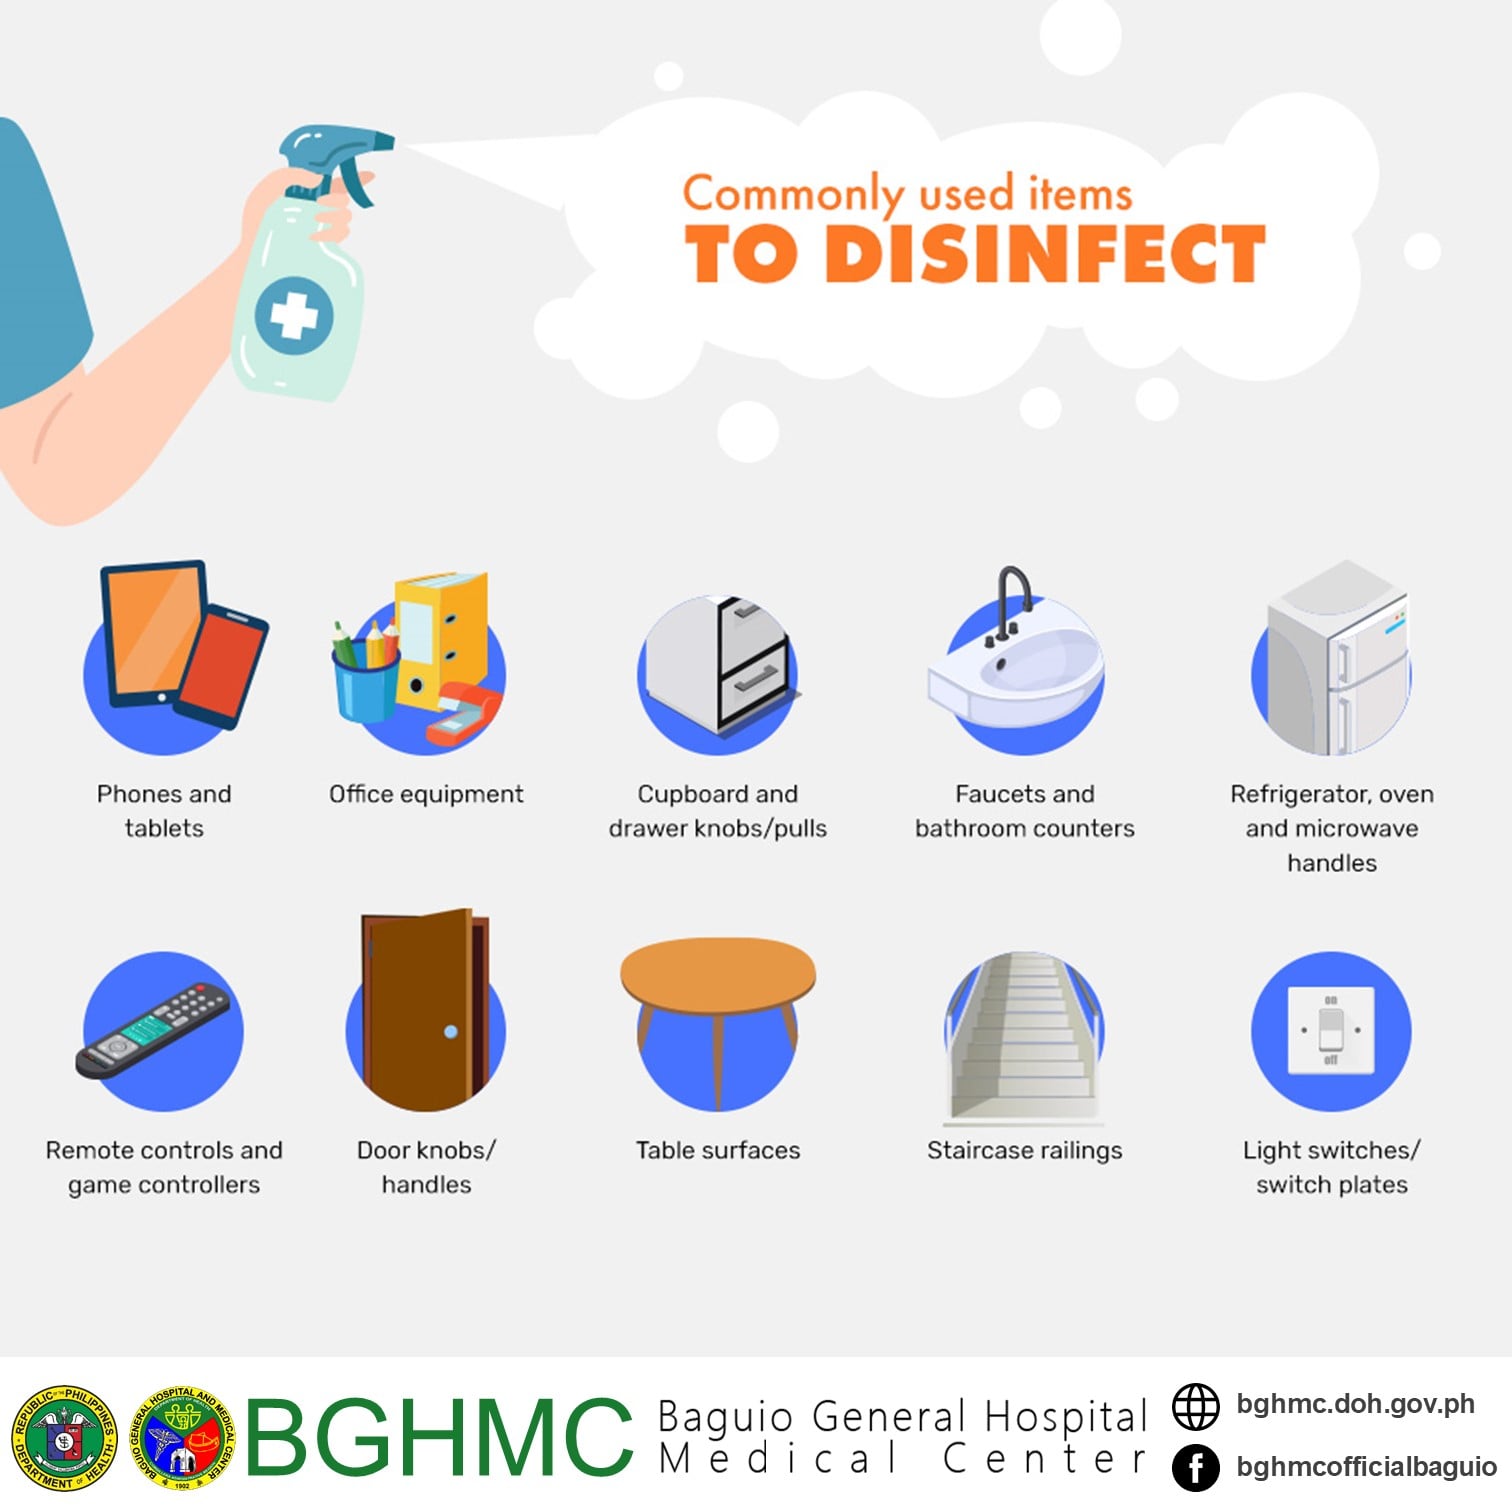 Commonly used items
TO DISINFECT
Phones and
tablets
Office equipment
Cupboard and
drawer knobs/pulls
Faucets and
bathroom counters
Refrigerator, oven
and microwave
handles
Remote controls and
game controllers
Door knobs/
handles
Table surfaces
Staircase railings
on
off
Light switches/
switch plates
REPUBLIC OF THE PHILIPPINES
DEPARTMENT OF HEALTH
BAGUIO GENERAL HOSPITAL AND MEDICAL CENTER
DEPARTMENT OF HEALTH
1902
BGHMC
Baguio General Hospital
Medical Center
bghmc.doh.gov.ph
bghmcofficialbaguio